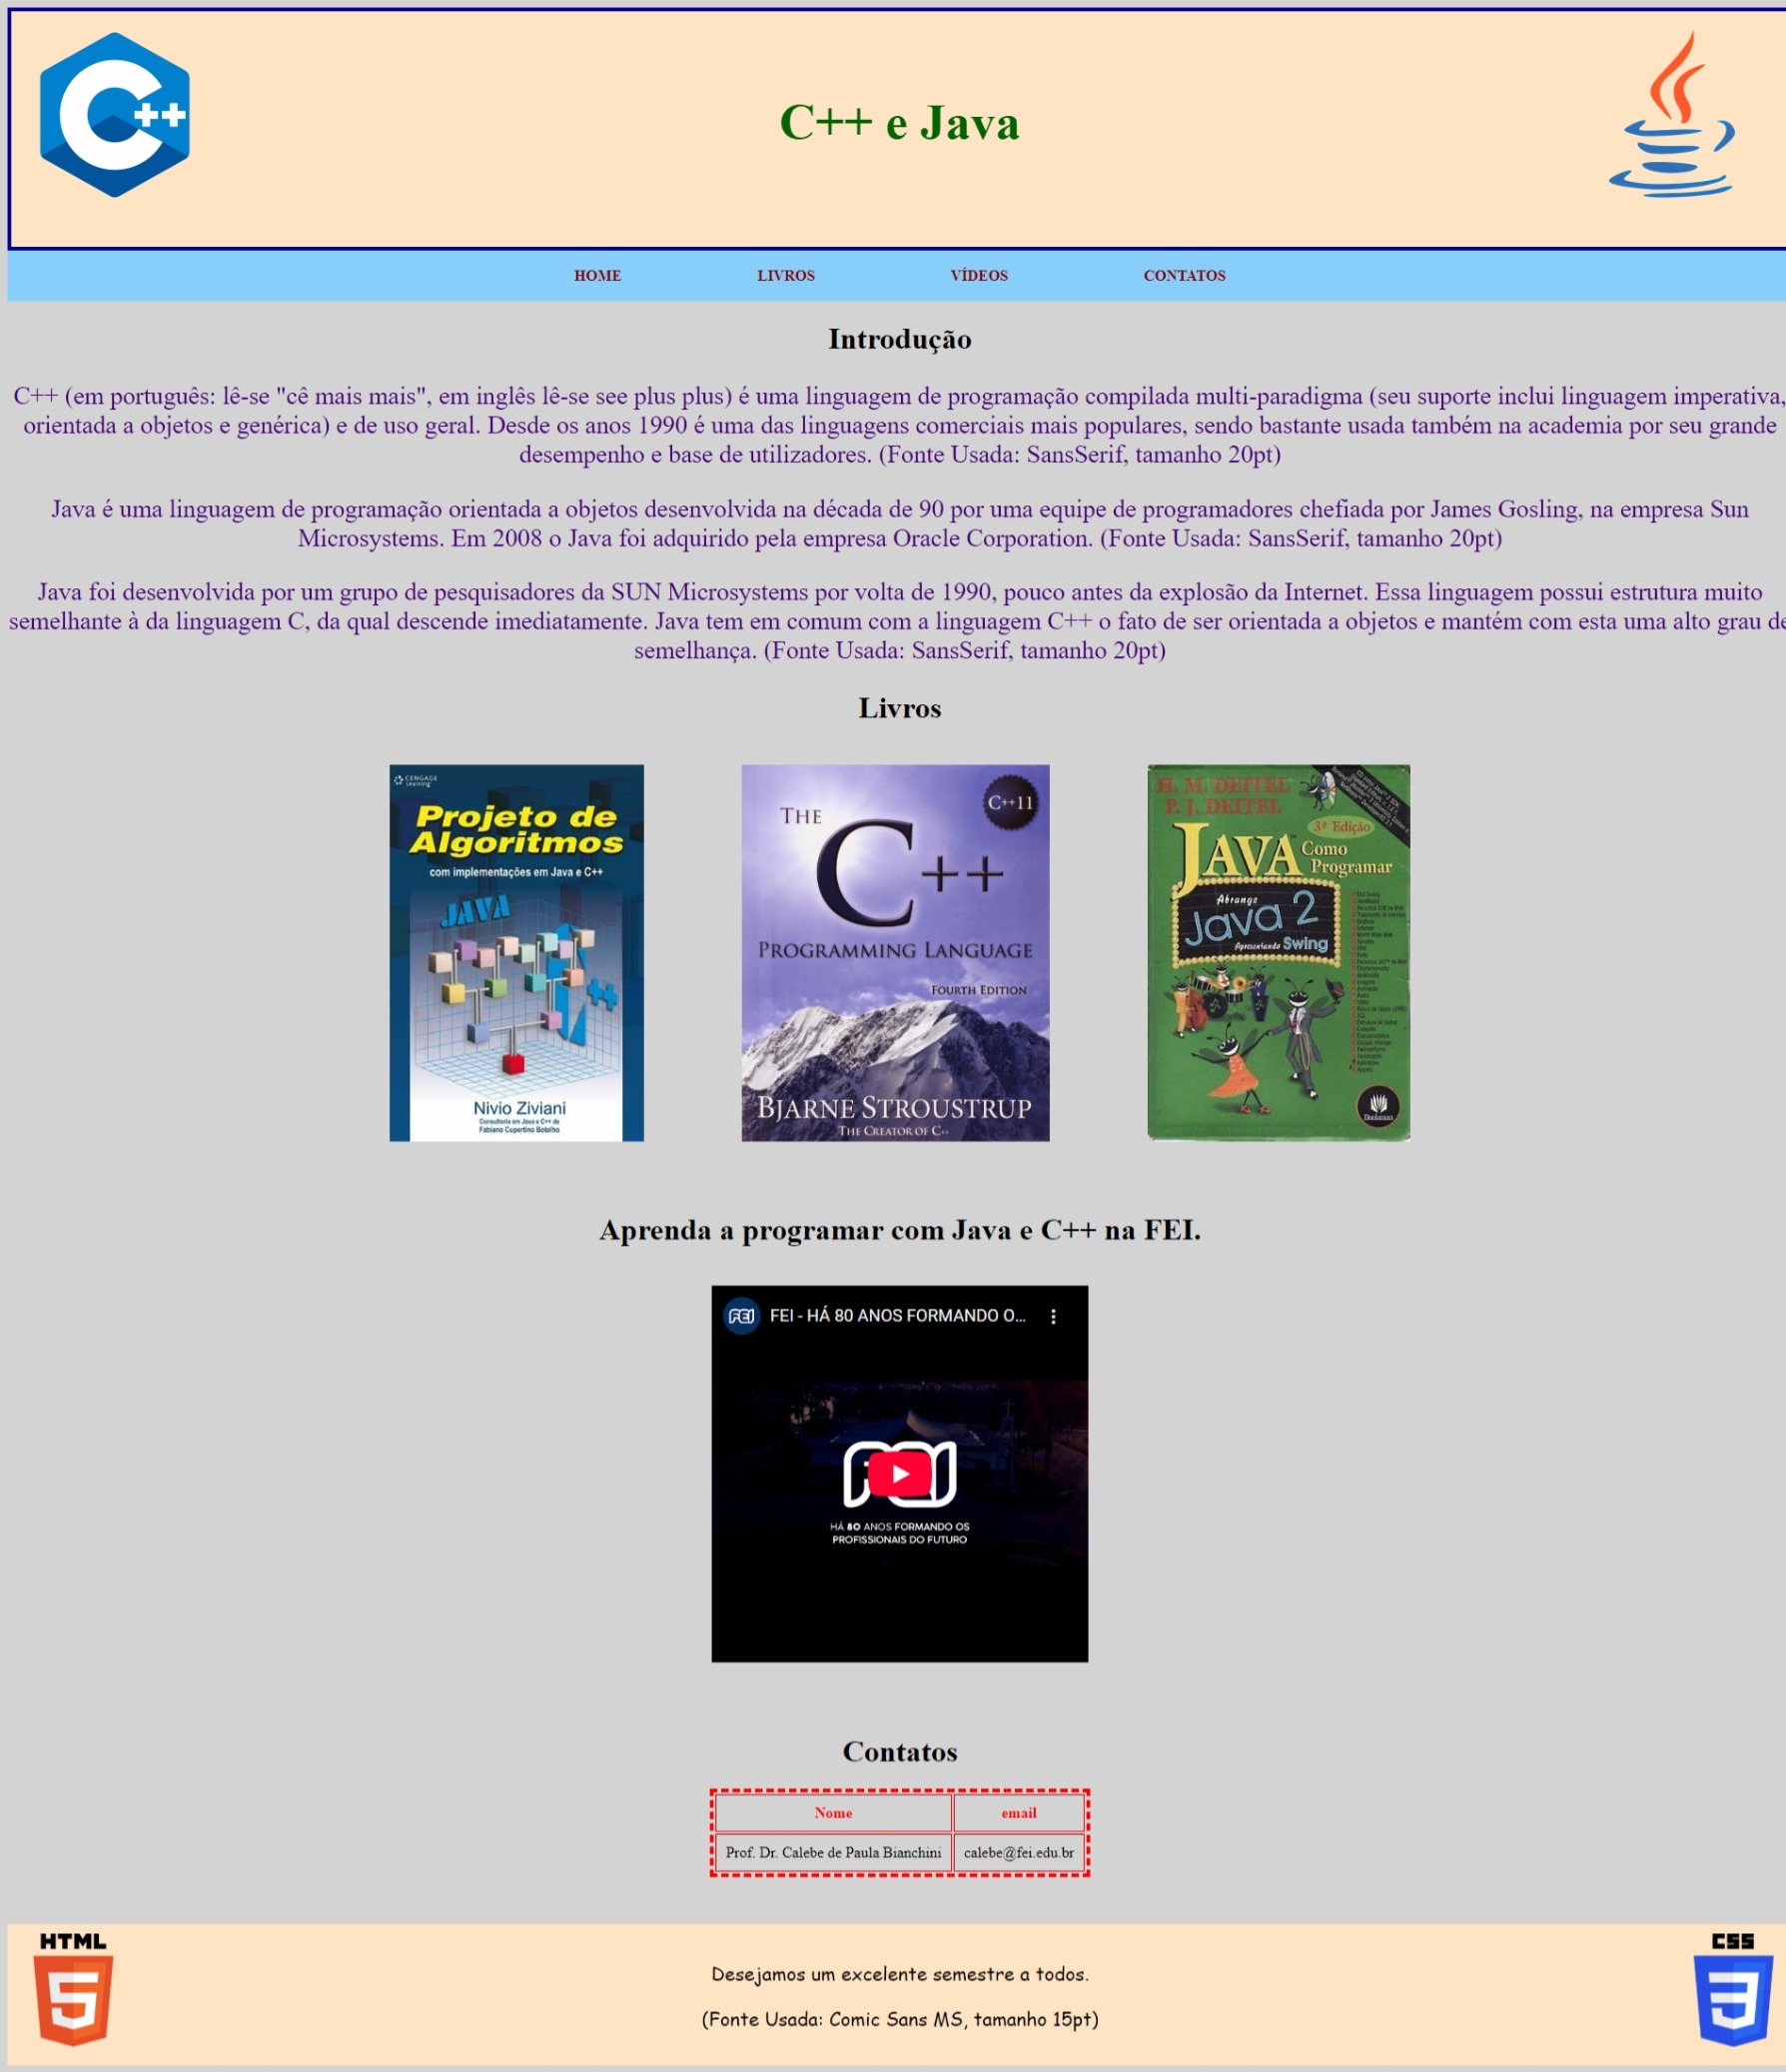 C++
C++ e Java
HOME LIVROS VÍDEOS CONTATOS
Introdução
C++ (em português: lê-se "cê mais mais", em inglês lê-se see plus plus) é uma linguagem de programação compilada multi-paradigma (seu suporte inclui linguagem imperativa,
orientada a objetos e genérica) e de uso geral. Desde os anos 1990 é uma das linguagens comerciais mais populares, sendo bastante usada também na academia por seu grande
desempenho e base de utilizadores. (Fonte Usada: SansSerif, tamanho 20pt)
Java é uma linguagem de programação orientada a objetos desenvolvida na década de 90 por uma equipe de programadores chefiada por James Gosling, na empresa Sun
Microsystems. Em 2008 o Java foi adquirido pela empresa Oracle Corporation. (Fonte Usada: SansSerif, tamanho 20pt)
Java foi desenvolvida por um grupo de pesquisadores da SUN Microsystems por volta de 1990, pouco antes da explosão da Internet. Essa linguagem possui estrutura muito
semelhante à da linguagem C, da qual descende imediatamente. Java tem em comum com a linguagem C++ o fato de ser orientada a objetos e mantém com esta uma alto grau de
semelhança. (Fonte Usada: SansSerif, tamanho 20pt)
Livros
CENGAGE
Learning
Projeto de
Algoritmos
com implementações em Java e C++
JAVA
++
Nivio Ziviani
Consultoria em Java e C++ de
Fabiano Cupertino Botelho
C++11
THE
C++
PROGRAMMING LANGUAGE
FOURTH EDITION
BJARNE STROUSTRUP
THE CREATOR OF C++
H. M. DEITEL
P. J. DEITEL
3ª Edição
JAVA Como
Programar
Abrange
Java 2
Apresentando Swing
Bookman
Aprenda a programar com Java e C++ na FEI.
FEI FEI - HÁ 80 ANOS FORMANDO O...
FEI
HÁ 80 ANOS FORMANDO OS
PROFISSIONAIS DO FUTURO
Contatos
Nome email
Prof. Dr. Calebe de Paula Bianchini calebe@fei.edu.br
HTML
5
Desejamos um excelente semestre a todos.
(Fonte Usada: Comic Sans MS, tamanho 15pt)
CSS
3